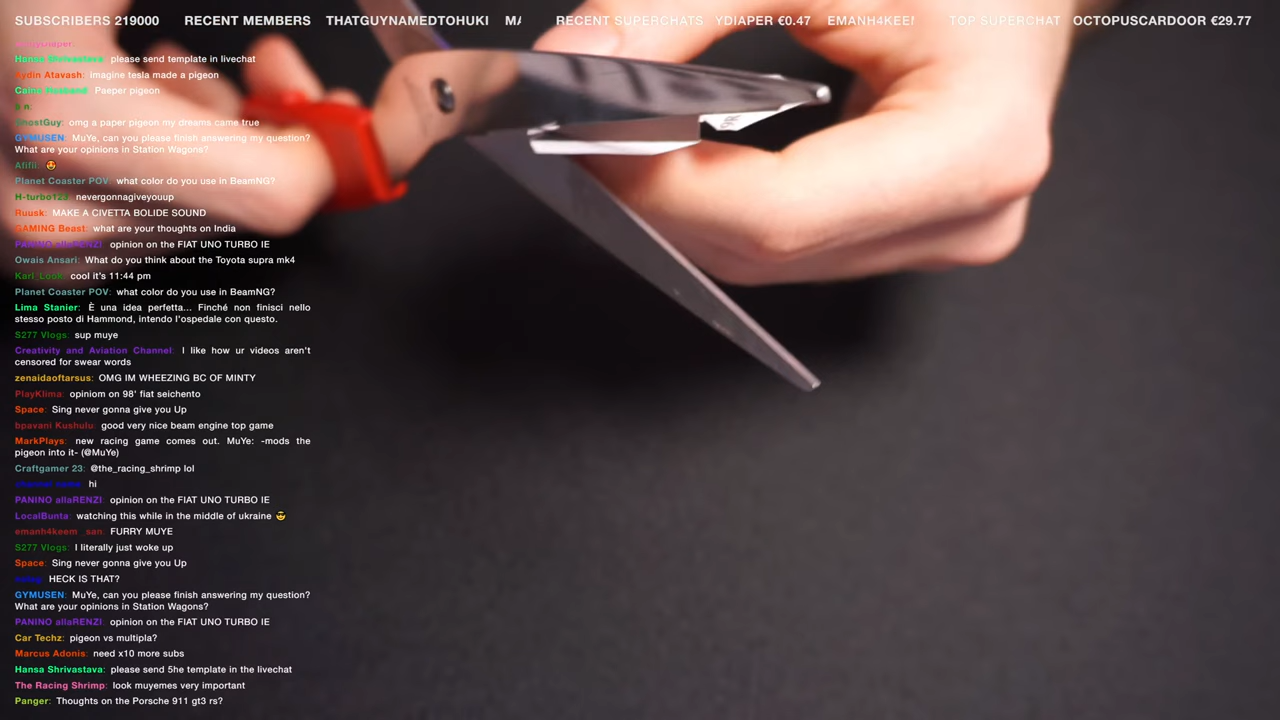 SUBSCRIBERS 219000 RECENT MEMBERS THATGUYNAMEDTOHUKI MA RECENT SUPERCHATS YDIAPER €0.47 EMANH4KEE TOP SUPERCHAT OCTOPUSCARDOOR €29.77
Hansa Shrivastava: please send template in livechat
Aydin Atavash: imagine tesla made a pigeon
Husband: Paeper pigeon
GhostGuy: omg a paper pigeon my dreams came true
GYMUSEN: MuYe, can you please finish answering my question?
What are your opinions in Station Wagons?
Afifii: 😍
Planet Coaster POV: what color do you use in BeamNG?
H-turbo123: nevergonnagiveyouup
Ruusk: MAKE A CIVETTA BOLIDE SOUND
GAMING Beast: what are your thoughts on India
PANINO allaRENZI: opinion on the FIAT UNO TURBO IE
Owais Ansari: What do you think about the Toyota supra mk4
Karl_Look: cool it's 11:44 pm
Planet Coaster POV: what color do you use in BeamNG?
Lima Stanier: È una idea perfetta... Finché non finisci nello
stesso posto di Hammond, intendo l'ospedale con questo.
S277 Vlogs: sup muye
Creativity and Aviation Channel: I like how ur videos aren't
censored for swear words
zenaidaoftarsus: OMG IM WHEEZING BC OF MINTY
PlayKlima: opiniom on 98' fiat seichento
Space: Sing never gonna give you Up
bpavani Kushulu: good very nice beam engine top game
MarkPlays: new racing game comes out. MuYe: -mods the
pigeon into it- (@MuYe)
Craftgamer 23: @the_racing_shrimp lol
hi
PANINO allaRENZI: opinion on the FIAT UNO TURBO IE
LocalBunta: watching this while in the middle of ukraine 😎
emanh4keem _san: FURRY MUYE
S277 Vlogs: I literally just woke up
Space: Sing never gonna give you Up
HECK IS THAT?
GYMUSEN: MuYe, can you please finish answering my question?
What are your opinions in Station Wagons?
PANINO allaRENZI: opinion on the FIAT UNO TURBO IE
Car Techz: pigeon vs multipla?
Marcus Adonis: need x10 more subs
Hansa Shrivastava: please send 5he template in the livechat
The Racing Shrimp: look muyemes very important
Panger: Thoughts on the Porsche 911 gt3 rs?